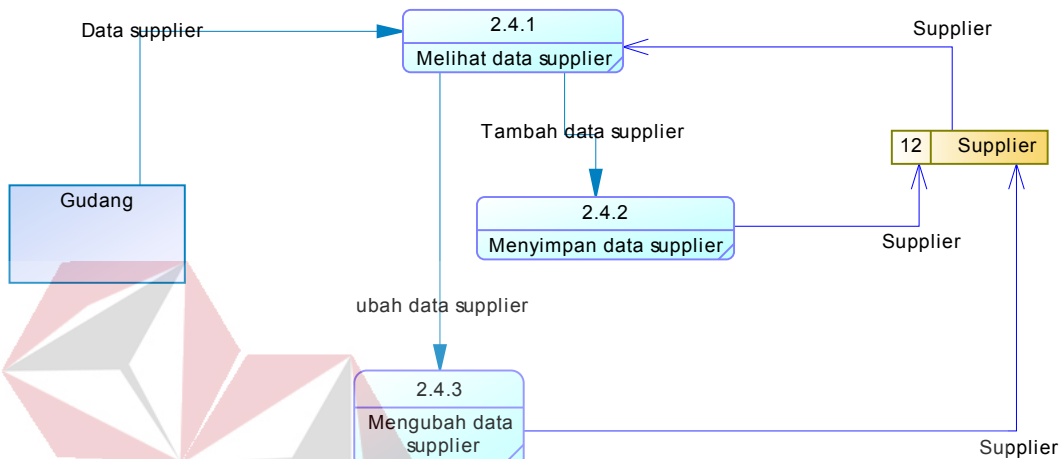 Data supplier
2.4.1
Melihat data supplier
Supplier
Tambah data supplier
12 Supplier
Gudang
2.4.2
Menyimpan data supplier
Supplier
ubah data supplier
2.4.3
Mengubah data
supplier
Supplier